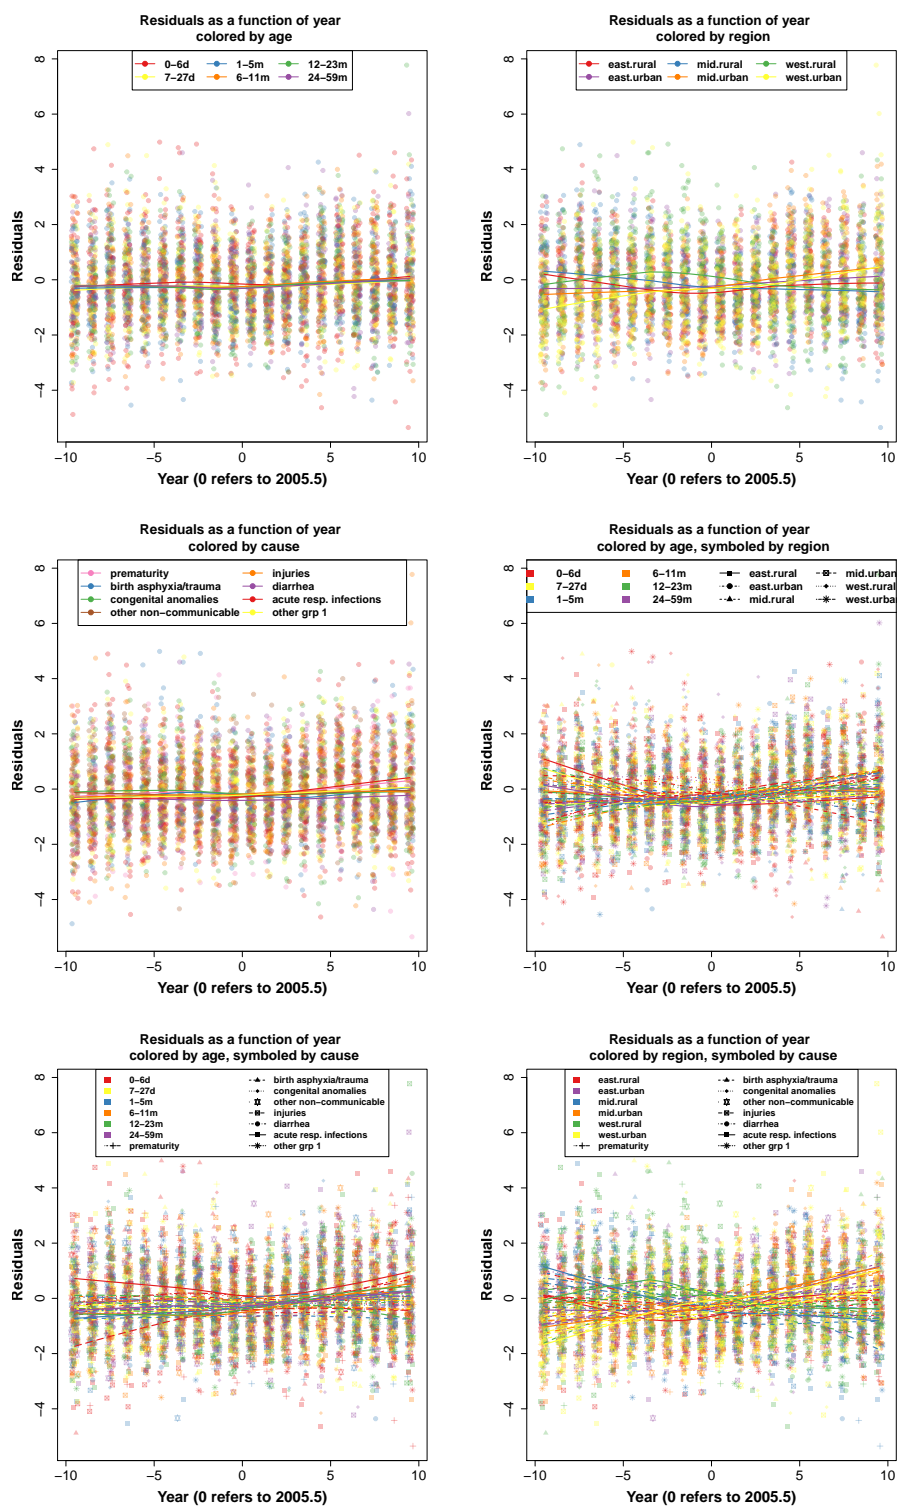 Residuals as a function of year
colored by age
0−6d 1−5m 12−23m
7−27d 6−11m 24−59m
8
6
4
2
0
−2
−4
Residuals
−10 −5 0 5 10
Year (0 refers to 2005.5)
Residuals as a function of year
colored by region
east.rural mid.rural west.rural
east.urban mid.urban west.urban
8
6
4
2
0
−2
−4
Residuals
−10 −5 0 5 10
Year (0 refers to 2005.5)
Residuals as a function of year
colored by cause
prematurity injuries
birth asphyxia/trauma diarrhea
congenital anomalies acute resp. infections
other non−communicable other grp 1
8
6
4
2
0
−2
−4
Residuals
−10 −5 0 5 10
Year (0 refers to 2005.5)
Residuals as a function of year
colored by age, symboled by region
0−6d 6−11m east.rural mid.urban
7−27d 12−23m east.urban west.rural
1−5m 24−59m mid.rural west.urban
8
6
4
2
0
−2
−4
Residuals
−10 −5 0 5 10
Year (0 refers to 2005.5)
Residuals as a function of year
colored by age, symboled by cause
0−6d birth asphyxia/trauma
7−27d congenital anomalies
1−5m other non−communicable
6−11m injuries
12−23m diarrhea
24−59m acute resp. infections
prematurity other grp 1
8
6
4
2
0
−2
−4
Residuals
−10 −5 0 5 10
Year (0 refers to 2005.5)
Residuals as a function of year
colored by region, symboled by cause
east.rural birth asphyxia/trauma
east.urban congenital anomalies
mid.rural other non−communicable
mid.urban injuries
west.rural diarrhea
west.urban acute resp. infections
prematurity other grp 1
8
6
4
2
0
−2
−4
Residuals
−10 −5 0 5 10
Year (0 refers to 2005.5)